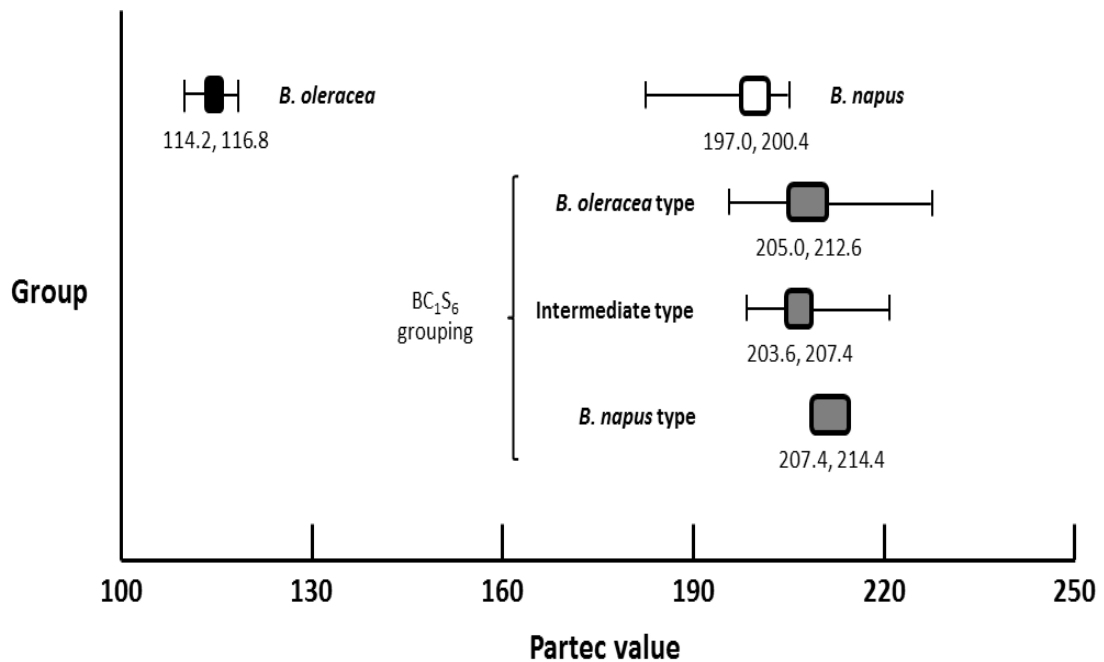 B. oleracea
B. napus
114.2, 116.8
197.0, 200.4
B. oleracea type
205.0, 212.6
Group
BC₁S₆
grouping
Intermediate type
203.6, 207.4
B. napus type
207.4, 214.4
100 130 160 190 220 250
Partec value